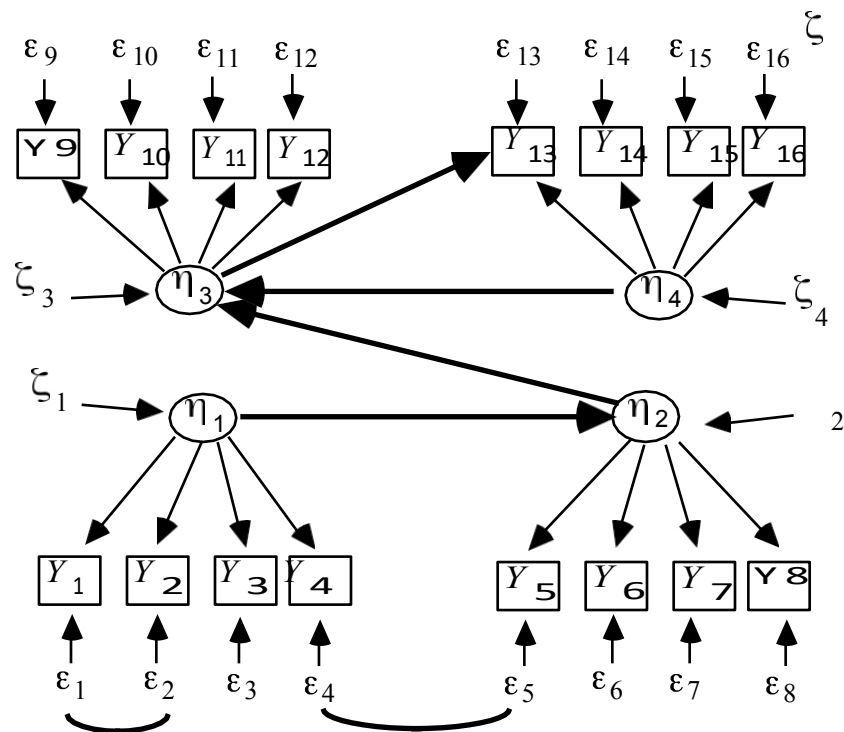 ζ
ε9 ε10 ε11 ε12 ε13 ε14 ε15 ε16
Y9 Y10 Y11 Y12 Y13 Y14 Y15 Y16
ζ3 η3 η4 ζ4
ζ1 η1 η2 2
Y1 Y2 Y3 Y4 Y5 Y6 Y7 Y8
ε1 ε2 ε3 ε4 ε5 ε6 ε7 ε8